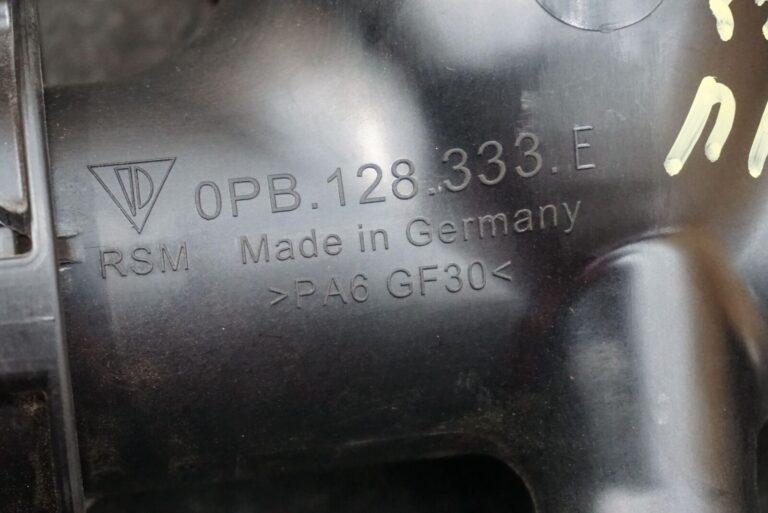 0PB.128.333.E
RSM Made in Germany
>PA6 GF30<